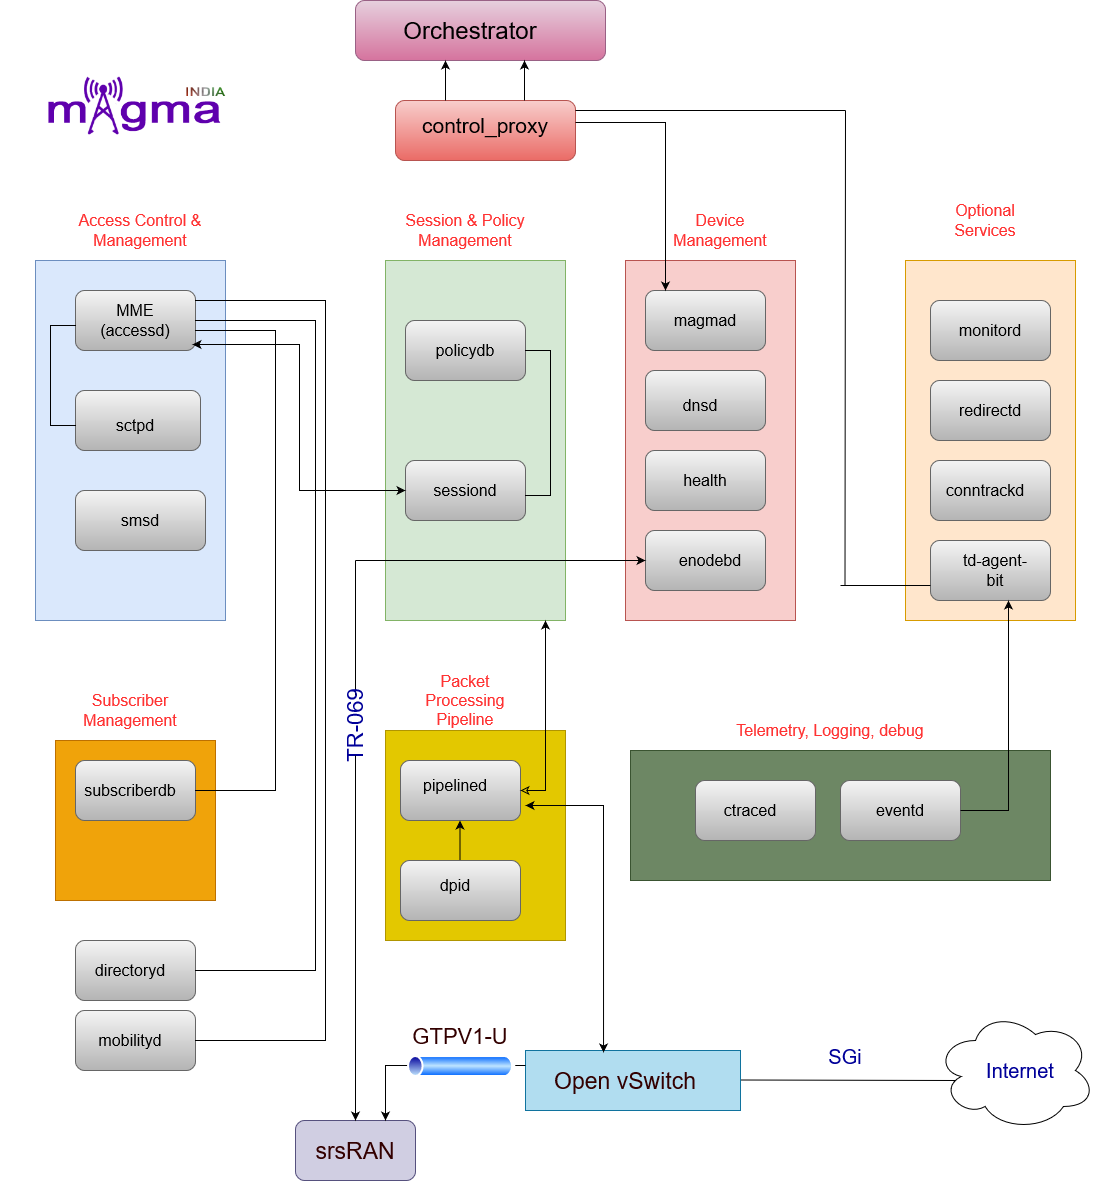 Orchestrator
INDIA
magma
control_proxy
Access Control &
Management
Session & Policy
Management
Device
Management
Optional
Services
MME
(accessd)
sctpd
smsd
policydb
sessiond
magmad
dnsd
health
enodebd
monitord
redirectd
conntrackd
td-agent-
bit
Subscriber
Management
subscriberdb
directoryd
mobilityd
TR-069
Packet
Processing
Pipeline
pipelined
dpid
Telemetry, Logging, debug
ctraced
eventd
GTPV1-U
Open vSwitch
SGi
Internet
srsRAN